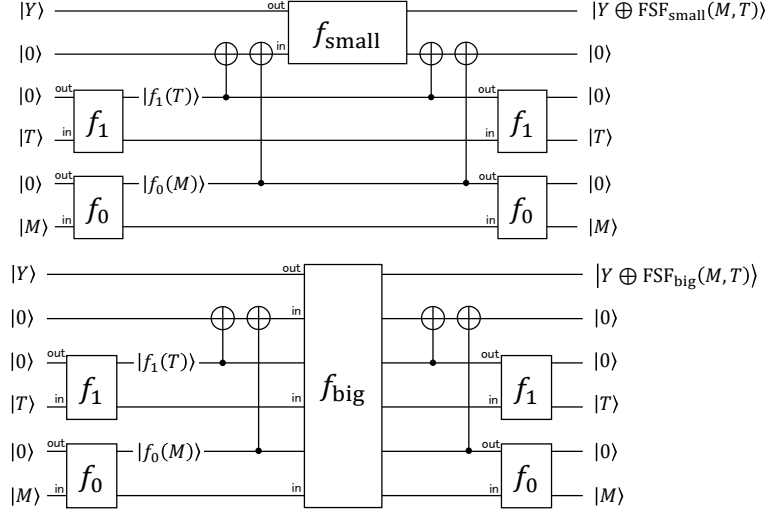 |Y⟩ out f_small |Y ⊕ FSF_small(M, T)⟩
|0⟩ in |0⟩
|0⟩ out |f_1(T)⟩ out |0⟩
f_1 f_1
|T⟩ in in |T⟩
|0⟩ out |f_0(M)⟩ out |0⟩
f_0 f_0
|M⟩ in in |M⟩
|Y⟩ out |Y ⊕ FSF_big(M, T)⟩
|0⟩ in |0⟩
|0⟩ out |f_1(T)⟩ out |0⟩
f_1 f_big f_1
|T⟩ in in in |T⟩
|0⟩ out |f_0(M)⟩ out |0⟩
f_0 f_0
|M⟩ in in in |M⟩